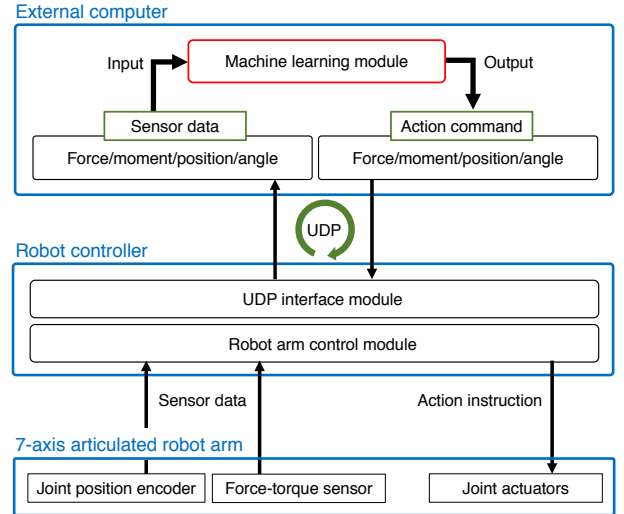 External computer
Input
Machine learning module
Output
Sensor data
Action command
Force/moment/position/angle
Force/moment/position/angle
UDP
Robot controller
UDP interface module
Robot arm control module
Sensor data
Action instruction
7-axis articulated robot arm
Joint position encoder
Force-torque sensor
Joint actuators